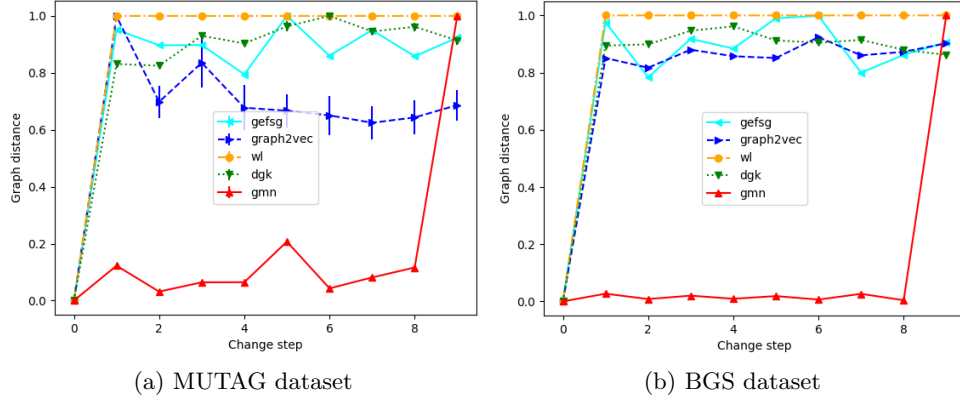 1.0
0.8
0.6
0.4
0.2
0.0
Graph distance
gefsg
graph2vec
wl
dgk
gmn
0 2 4 6 8
Change step
(a) MUTAG dataset
1.0
0.8
0.6
0.4
0.2
0.0
Graph distance
gefsg
graph2vec
wl
dgk
gmn
0 2 4 6 8
Change step
(b) BGS dataset